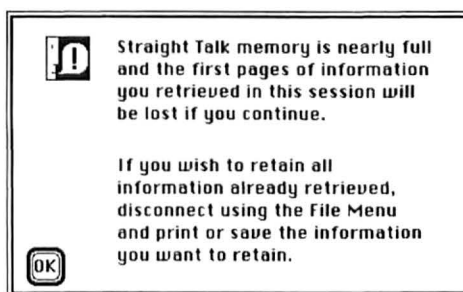 Straight Talk memory is nearly full
and the first pages of information
you retrieved in this session will
be lost if you continue.
If you wish to retain all
information already retrieved,
disconnect using the File Menu
and print or save the information
you want to retain.
OK